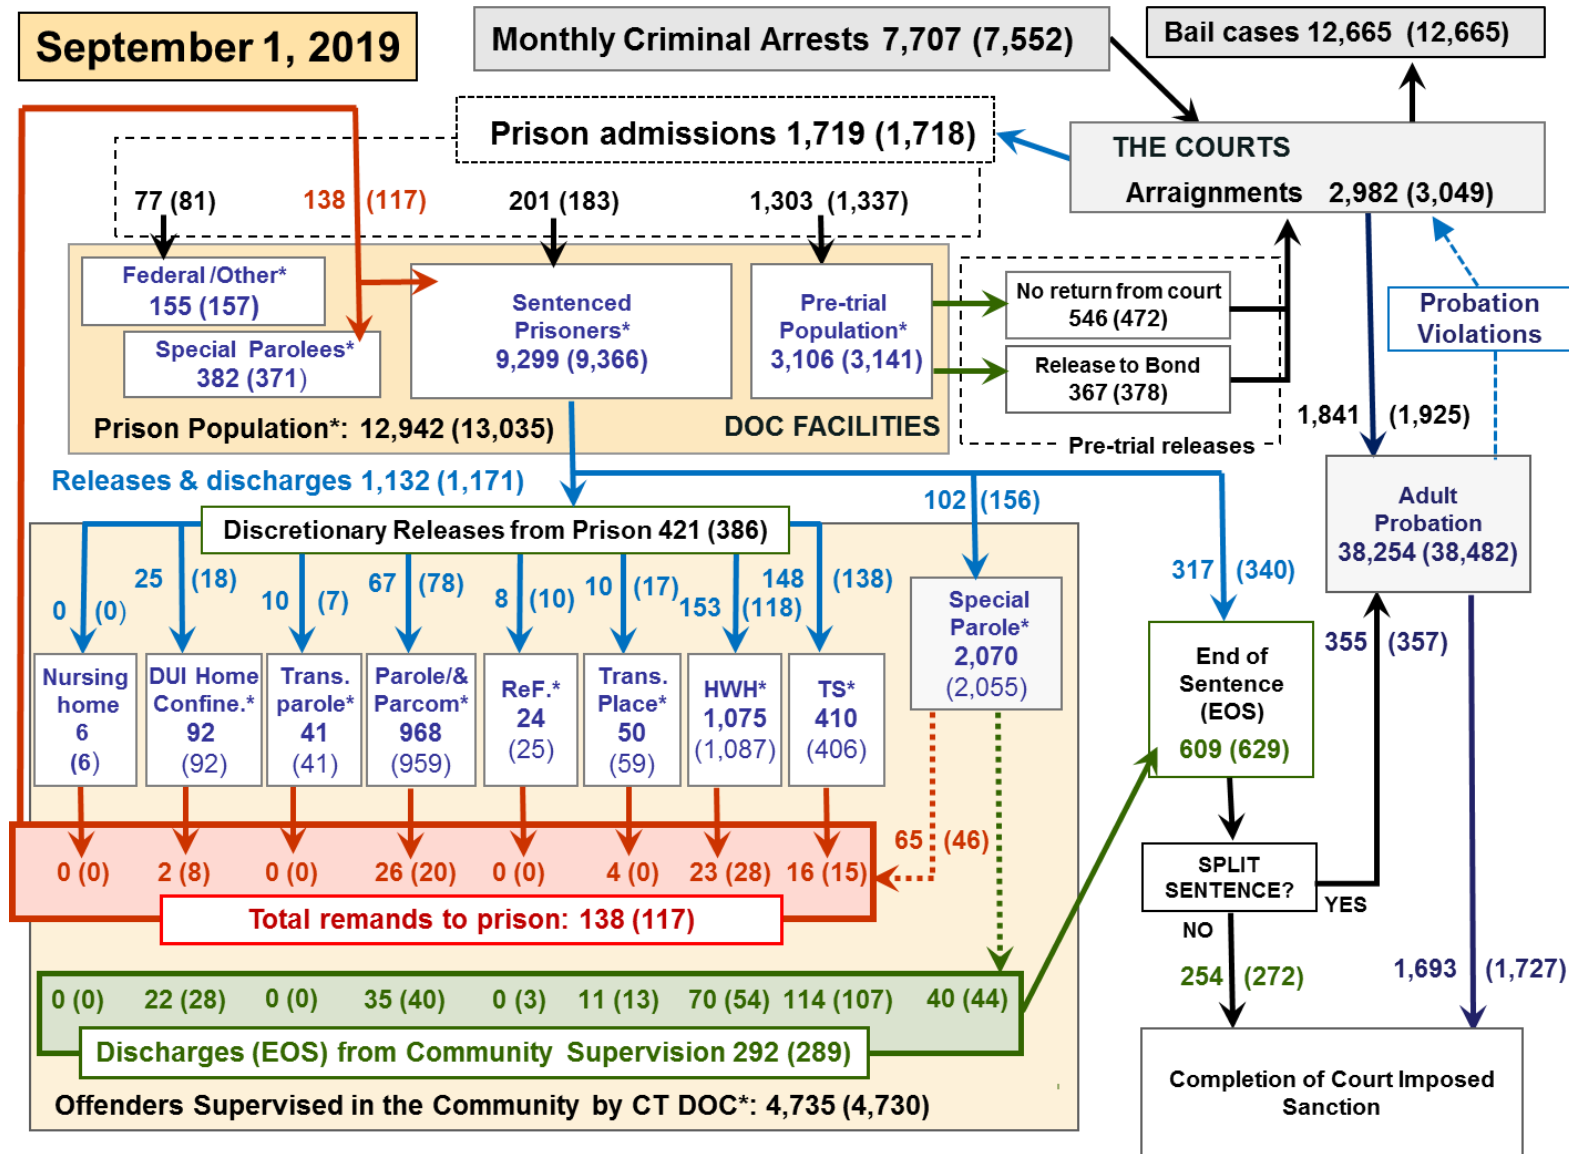 September 1, 2019
Monthly Criminal Arrests 7,707 (7,552)
Bail cases 12,665 (12,665)
Prison admissions 1,719 (1,718)
THE COURTS
Arraignments 2,982 (3,049)
77 (81)
138 (117)
201 (183)
1,303 (1,337)
Federal /Other*
155 (157)
Special Parolees*
382 (371)
Sentenced
Prisoners*
9,299 (9,366)
Pre-trial
Population*
3,106 (3,141)
No return from court
546 (472)
Release to Bond
367 (378)
Pre-trial releases
Probation
Violations
Prison Population*: 12,942 (13,035)
DOC FACILITIES
1,841 (1,925)
Releases & discharges 1,132 (1,171)
102 (156)
Adult
Probation
38,254 (38,482)
Discretionary Releases from Prison 421 (386)
0 (0)
25 (18)
10 (7)
67 (78)
8 (10)
10 (17)
153 (118)
148 (138)
317 (340)
355 (357)
Nursing
home
6
(6)
DUI Home
Confine.*
92
(92)
Trans.
parole*
41
(41)
Parole/&
Parcom*
968
(959)
ReF.*
24
(25)
Trans.
Place*
50
(59)
HWH*
1,075
(1,087)
TS*
410
(406)
Special
Parole*
2,070
(2,055)
End of
Sentence
(EOS)
609 (629)
65 (46)
0 (0) 2 (8) 0 (0) 26 (20) 0 (0) 4 (0) 23 (28) 16 (15)
Total remands to prison: 138 (117)
SPLIT
SENTENCE?
YES
NO
254 (272)
1,693 (1,727)
0 (0) 22 (28) 0 (0) 35 (40) 0 (3) 11 (13) 70 (54) 114 (107) 40 (44)
Discharges (EOS) from Community Supervision 292 (289)
Offenders Supervised in the Community by CT DOC*: 4,735 (4,730)
Completion of Court Imposed
Sanction